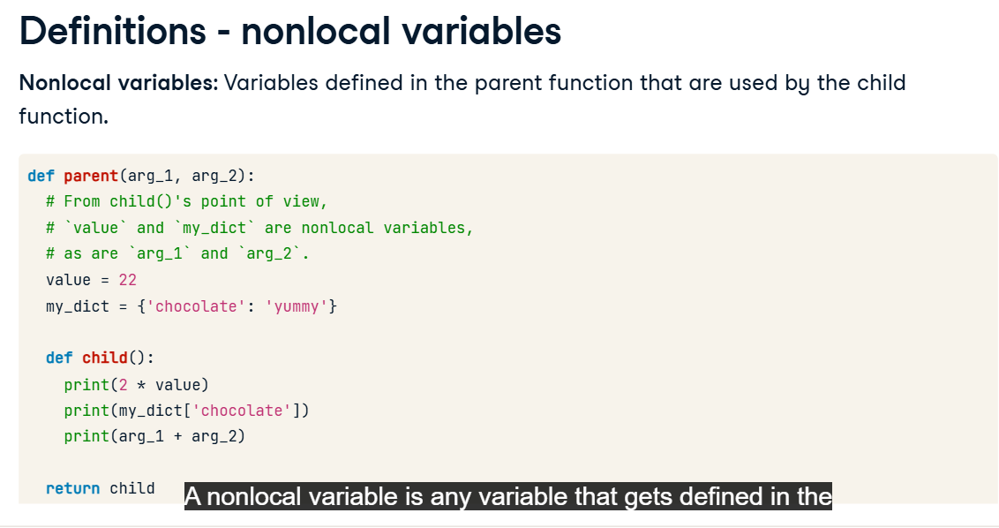 Definitions - nonlocal variables
Nonlocal variables: Variables defined in the parent function that are used by the child
function.
def parent(arg_1, arg_2):
  # From child()'s point of view,
  # `value` and `my_dict` are nonlocal variables,
  # as are `arg_1` and `arg_2`.
  value = 22
  my_dict = {'chocolate': 'yummy'}
  def child():
    print(2 * value)
    print(my_dict['chocolate'])
    print(arg_1 + arg_2)
  return child
A nonlocal variable is any variable that gets defined in the